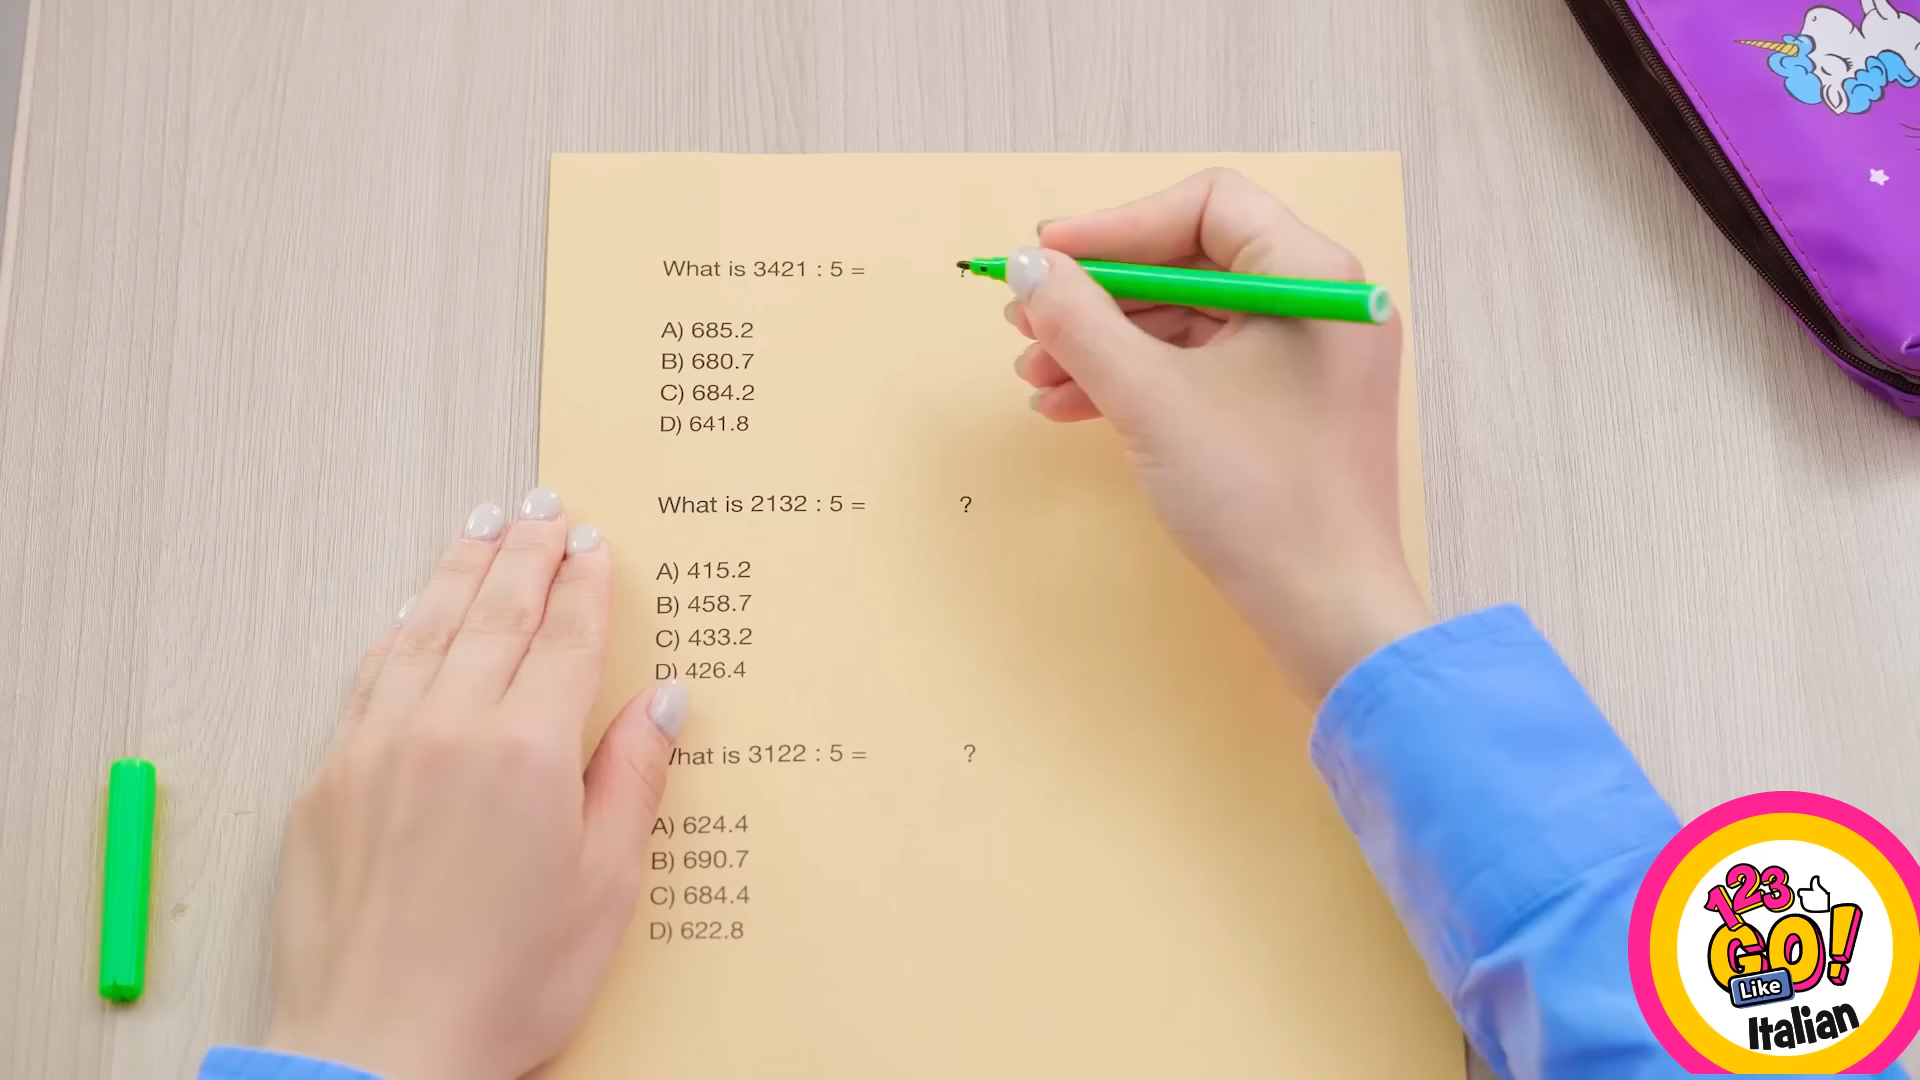 What is 3421 : 5 = ?
A) 685.2
B) 680.7
C) 684.2
D) 641.8
What is 2132 : 5 = ?
A) 415.2
B) 458.7
C) 433.2
D) 426.4
What is 3122 : 5 = ?
A) 624.4
B) 690.7
C) 684.4
D) 622.8
123
GO!
Like
Italian